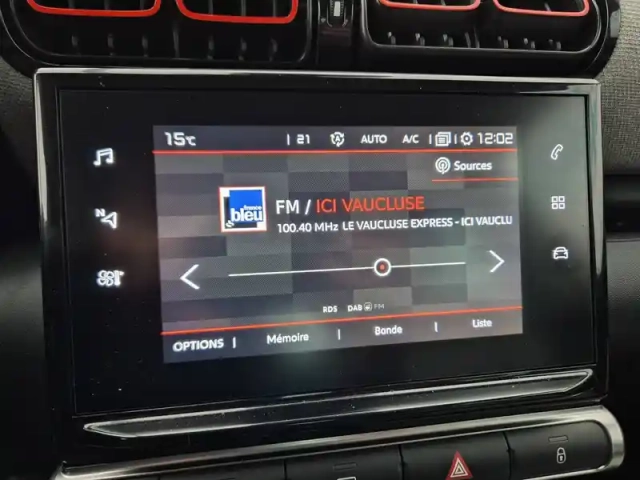 15°C | 21 AUTO A/C | | 12:02
Sources
france
bleu
FM / ICI VAUCLUSE
100.40 MHz LE VAUCLUSE EXPRESS - ICI VAUCLU
RDS DAB FM
OPTIONS | Mémoire | Bande | Liste
N